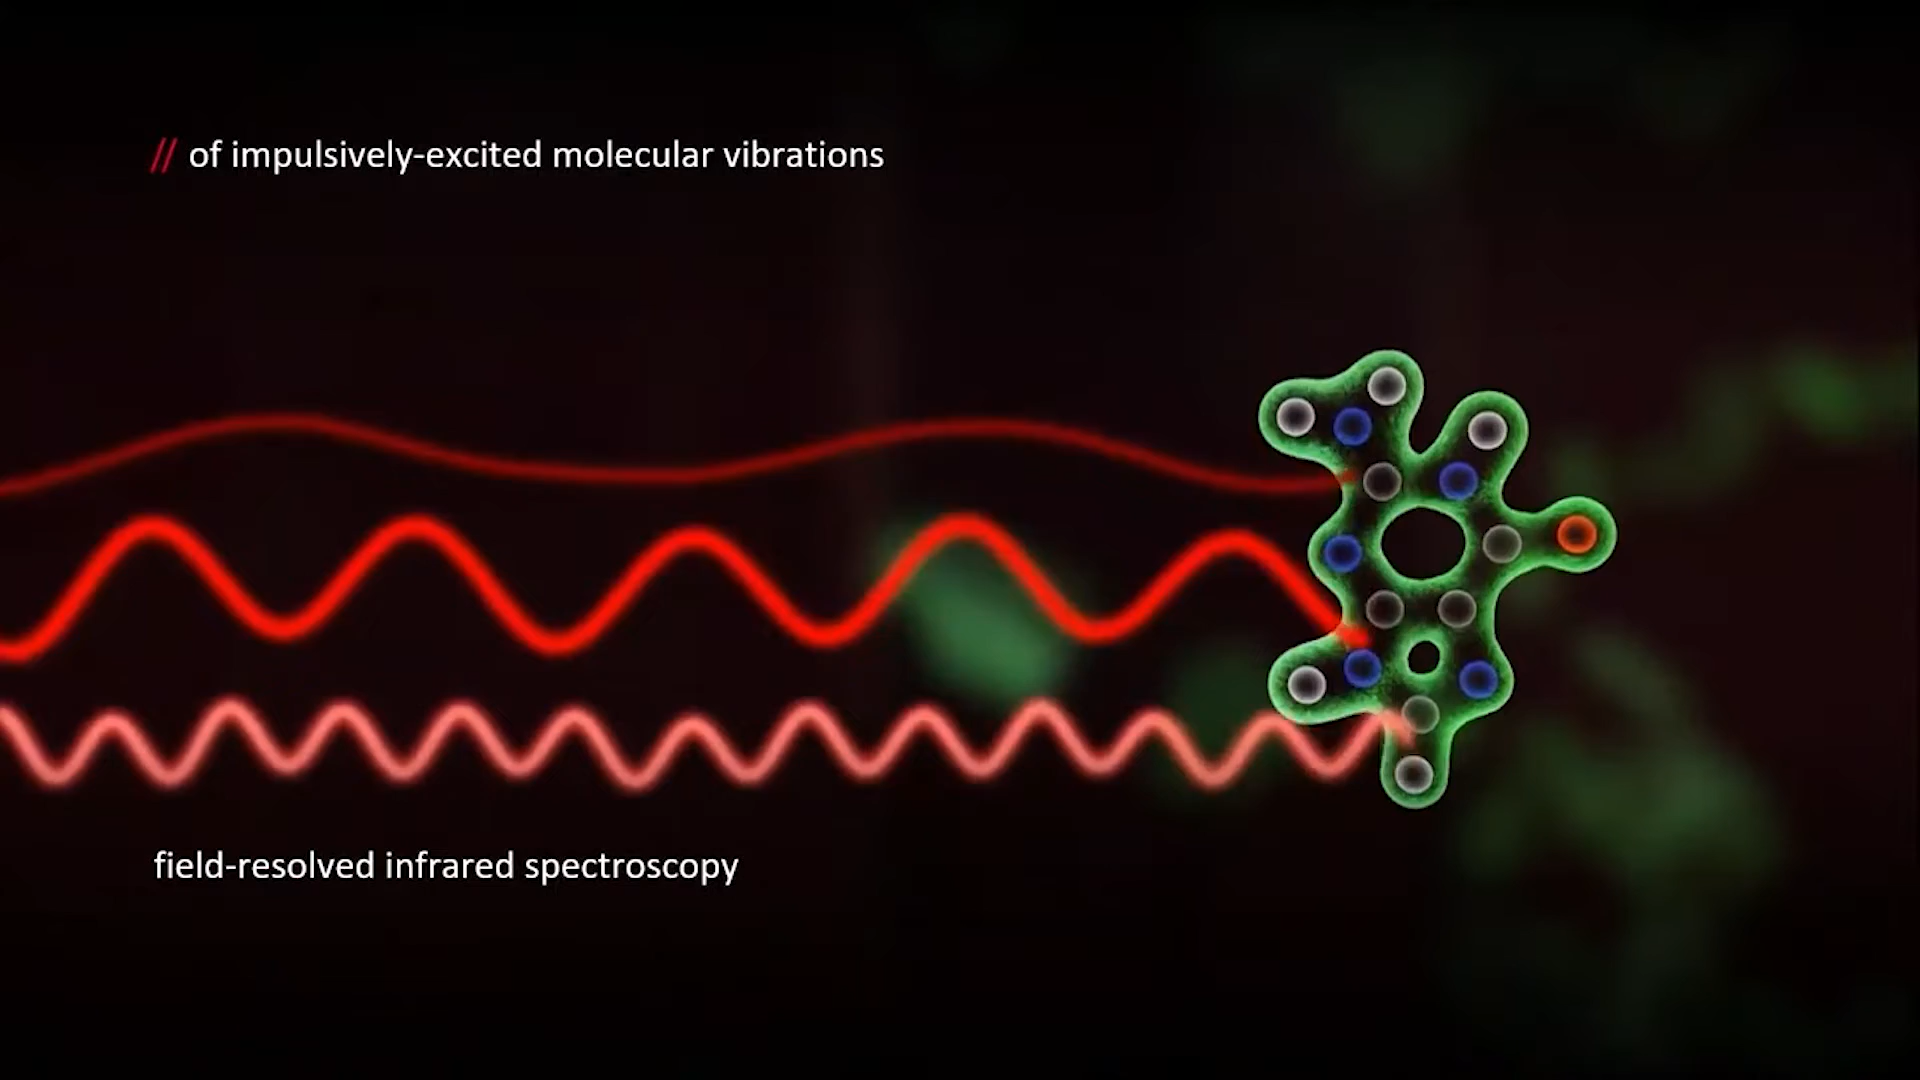 // of impulsively-excited molecular vibrations
field-resolved infrared spectroscopy